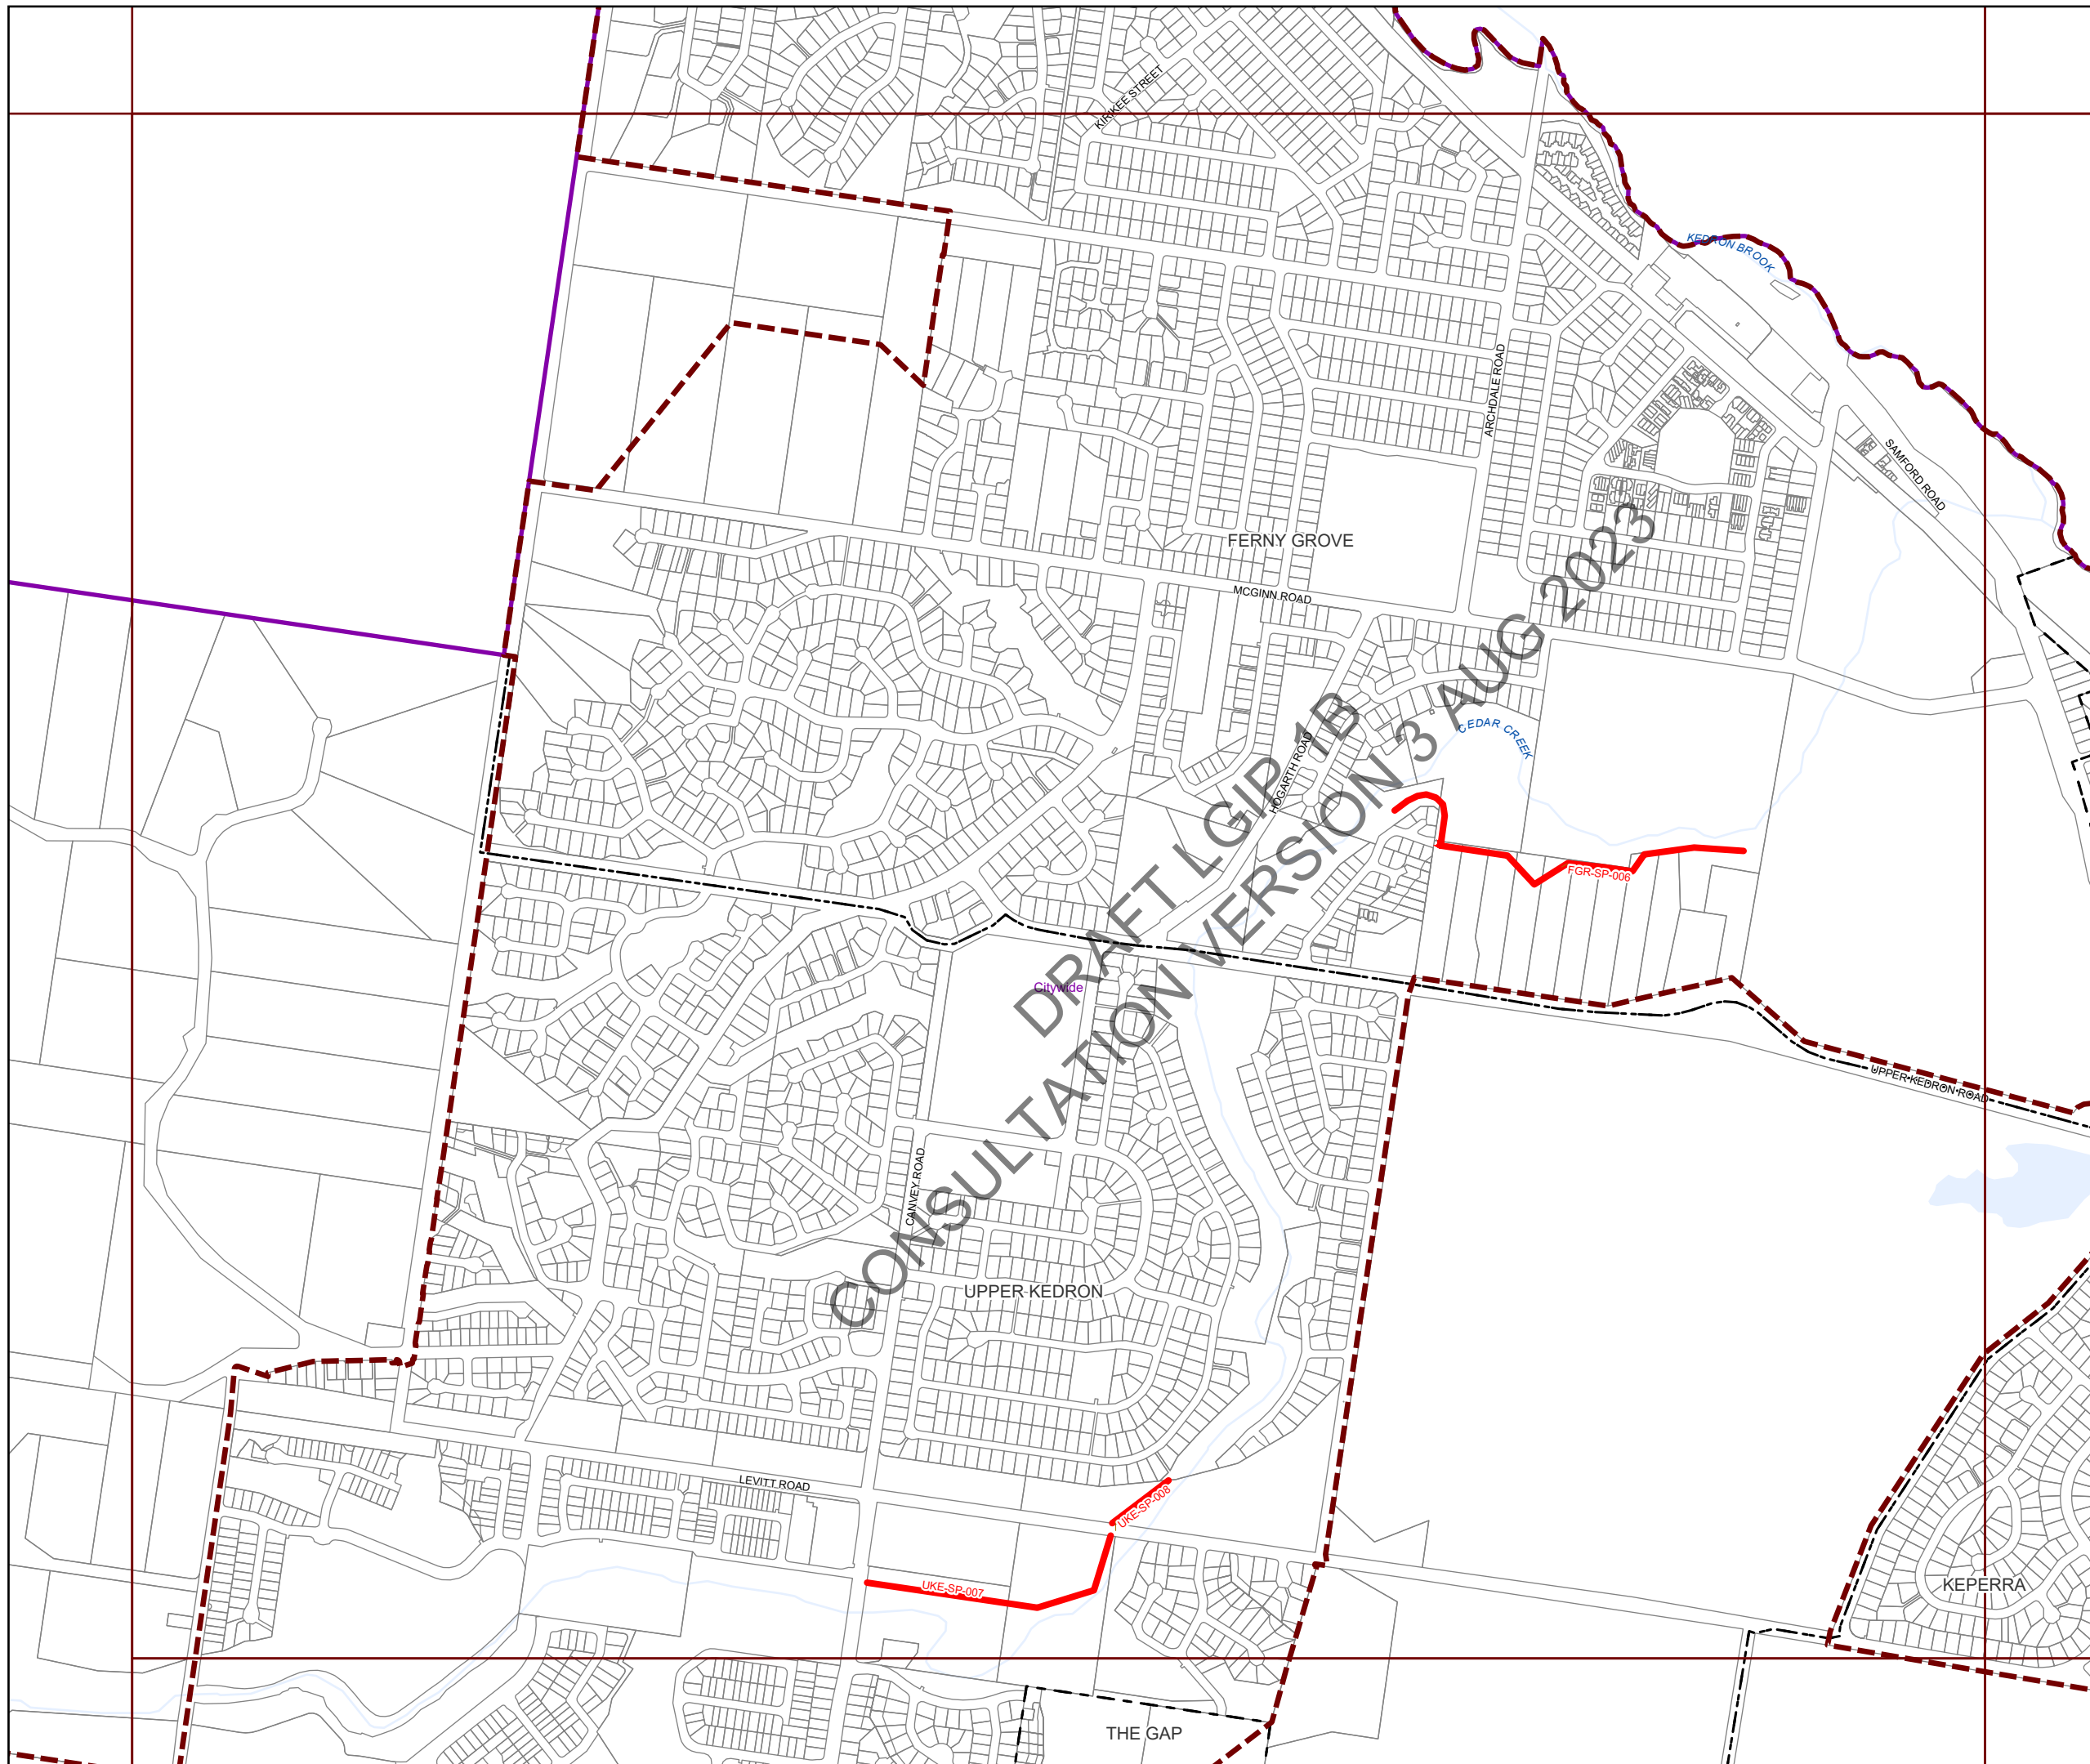 KIRIKEE STREET
KEDRON BROOK
ARCHDALE ROAD
SAMFORD ROAD
FERNY GROVE
MCGINN ROAD
CEDAR CREEK
HOGARTH ROAD
FGR-SP-006
DRAFT LGIP 1B
CONSULTATION VERSION 3 AUG 2023
Citywide
UPPER KEDRON ROAD
CANVEY ROAD
UPPER KEDRON
LEVITT ROAD
UKE-SP-008
UKE-SP-007
KEPERRA
THE GAP